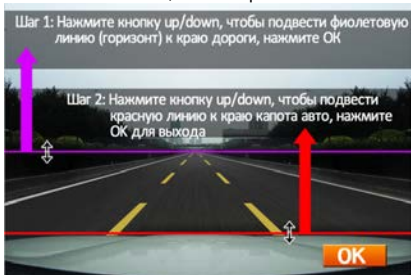 Шаг 1: Нажмите кнопку up/down, чтобы подвести фиолетовую
линию (горизонт) к краю дороги, нажмите ОК
Шаг 2: Нажмите кнопку up/down, чтобы подвести
красную линию к краю капота авто, нажмите
ОК для выхода
OK